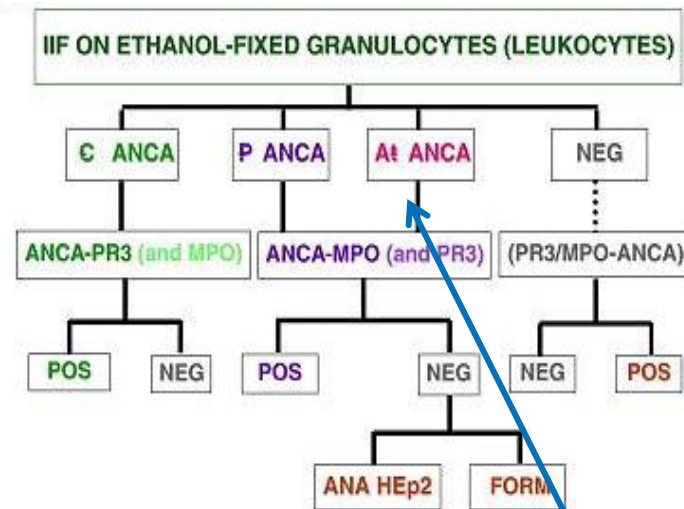 IIF ON ETHANOL-FIXED GRANULOCYTES (LEUKOCYTES)
C ANCA
P ANCA
At ANCA
NEG
ANCA-PR3 (and MPO)
ANCA-MPO (and PR3)
(PR3/MPO-ANCA)
POS
NEG
POS
NEG
NEG
POS
ANA HEp2
FORM